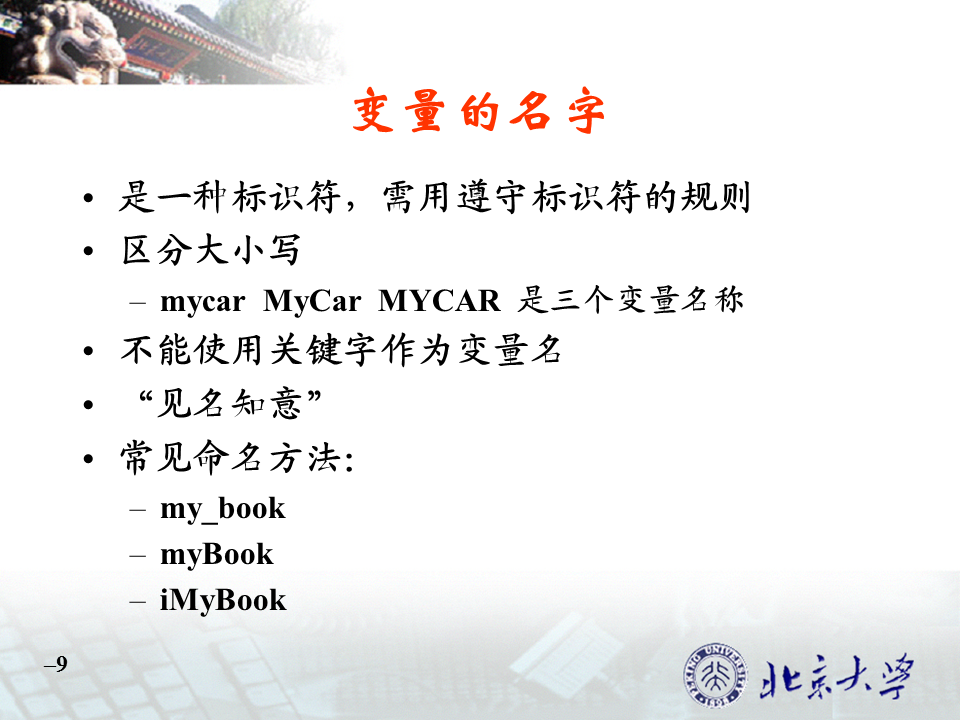 变量的名字
• 是一种标识符，需用遵守标识符的规则
• 区分大小写
– mycar MyCar MYCAR 是三个变量名称
• 不能使用关键字作为变量名
• “见名知意”
• 常见命名方法：
– my_book
– myBook
– iMyBook
–9
PEKING UNIVERSITY
1898
北京大学